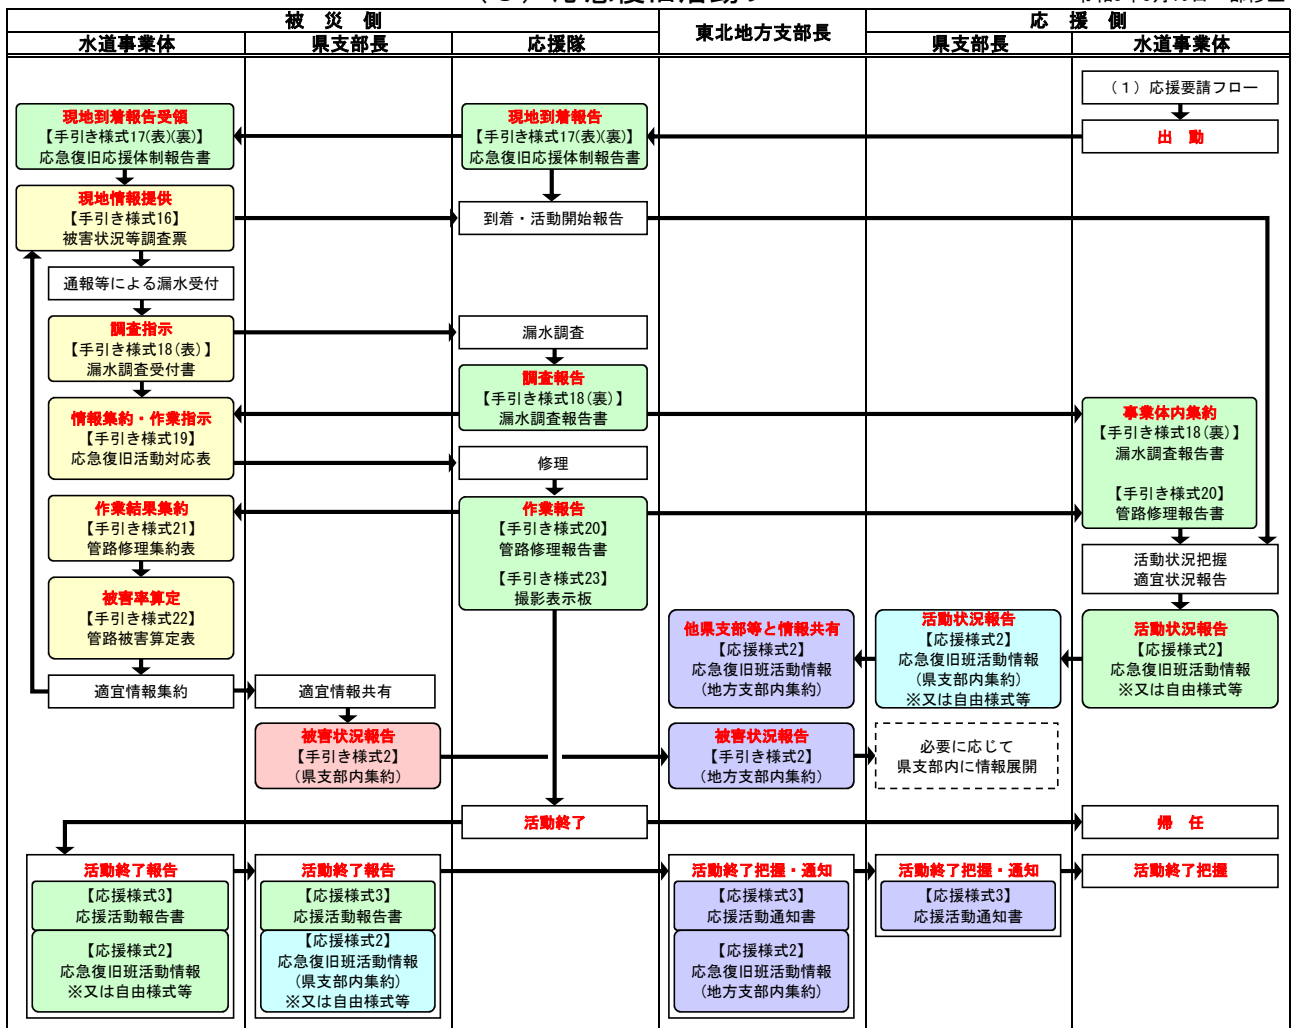 被 災 側
応 援 側
水道事業体
県支部長
応援隊
東北地方支部長
県支部長
水道事業体
(1)応援要請フロー
出 動
現地到着報告受領
【手引き様式17(表)(裏)】
応急復旧応援体制報告書
現地到着報告
【手引き様式17(表)(裏)】
応急復旧応援体制報告書
現地情報提供
【手引き様式16】
被害状況等調査票
到着・活動開始報告
通報等による漏水受付
調査指示
【手引き様式18(表)】
漏水調査受付書
漏水調査
調査報告
【手引き様式18(裏)】
漏水調査報告書
情報集約・作業指示
【手引き様式19】
応急復旧活動対応表
事業体内集約
【手引き様式18(裏)】
漏水調査報告書
【手引き様式20】
管路修理報告書
修理
作業結果集約
【手引き様式21】
管路修理集約表
作業報告
【手引き様式20】
管路修理報告書
【手引き様式23】
撮影表示板
活動状況把握
適宜状況報告
被害率算定
【手引き様式22】
管路被害算定表
他県支部等と情報共有
【応援様式2】
応急復旧班活動情報
(地方支部内集約)
活動状況報告
【応援様式2】
応急復旧班活動情報
(県支部内集約)
※又は自由様式等
活動状況報告
【応援様式2】
応急復旧班活動情報
※又は自由様式等
適宜情報集約
適宜情報共有
被害状況報告
【手引き様式2】
(県支部内集約)
被害状況報告
【手引き様式2】
(地方支部内集約)
必要に応じて
県支部内に情報展開
活動終了
帰 任
活動終了報告
【応援様式3】
応援活動報告書
【応援様式2】
応急復旧班活動情報
※又は自由様式等
活動終了報告
【応援様式3】
応援活動報告書
【応援様式2】
応急復旧班活動情報
(県支部内集約)
※又は自由様式等
活動終了把握・通知
【応援様式3】
応援活動通知書
【応援様式2】
応急復旧班活動情報
(地方支部内集約)
活動終了把握・通知
【応援様式3】
応援活動通知書
活動終了把握